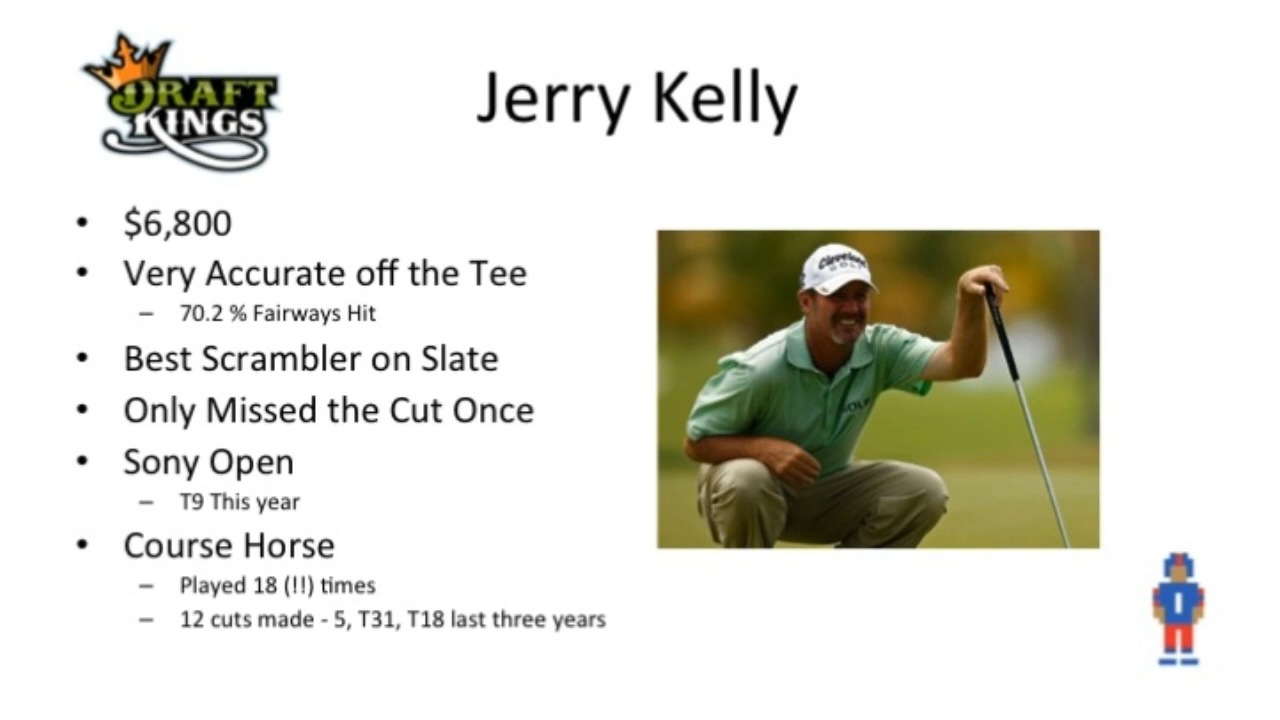 DRAFT
KINGS
Jerry Kelly
• $6,800
• Very Accurate off the Tee
– 70.2 % Fairways Hit
• Best Scrambler on Slate
• Only Missed the Cut Once
• Sony Open
– T9 This year
• Course Horse
– Played 18 (!!) times
– 12 cuts made - 5, T31, T18 last three years
Cleveland
GOLF
GOLF